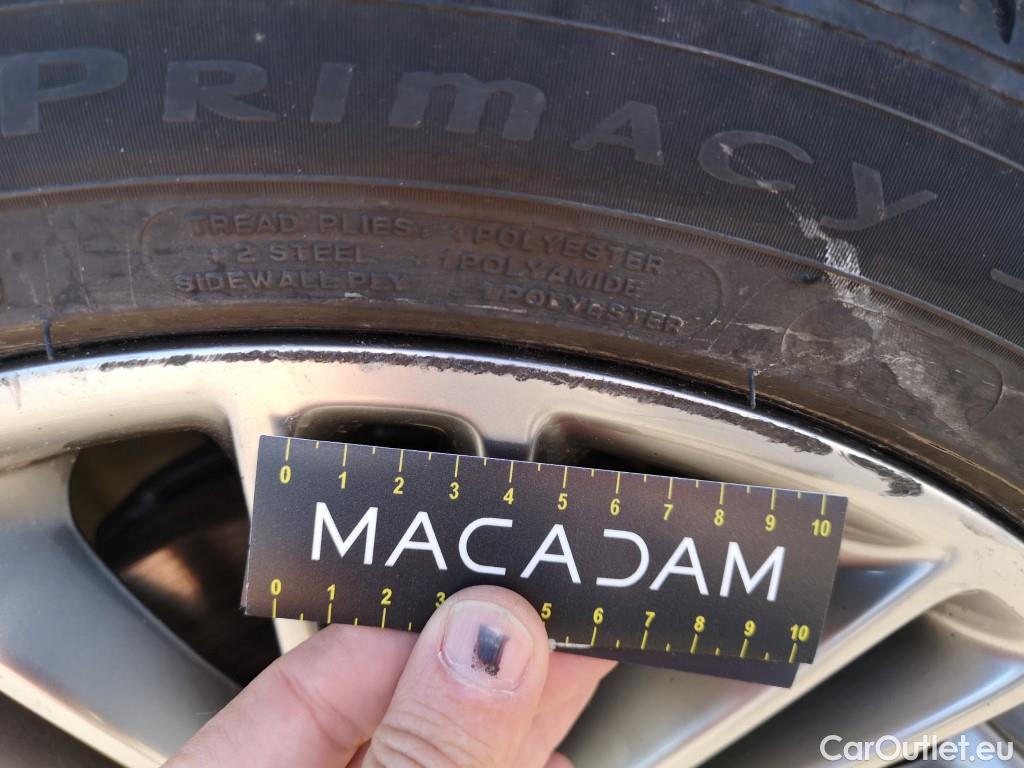 PRIMACY
TREAD PLIES: 1 POLYESTER
+ 2 STEEL + 1 POLYAMIDE
SIDEWALL PLY 1 POLYESTER
0 1 2 3 4 5 6 7 8 9 10
MACADAM
0 1 2 3 5 6 7 8 9 10
CarOutlet.eu